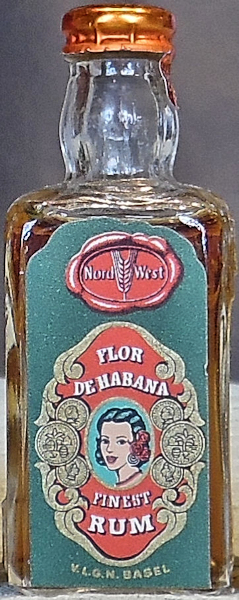 Nord West
FLOR
DE HABANA
FINEST
RUM
V.L.G.N. BASEL